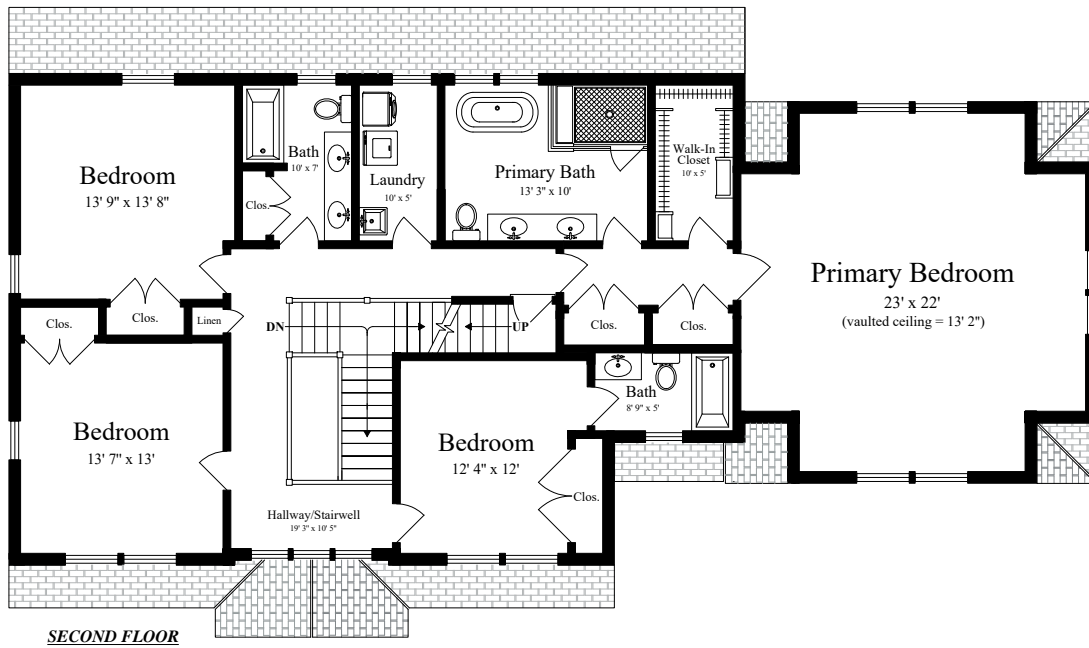 Bedroom
13' 9" x 13' 8"
Bath
10' x 7'
Clos.
Laundry
10' x 5'
Primary Bath
13' 3" x 10'
Walk-In
Closet
10' x 5'
Primary Bedroom
23' x 22'
(vaulted ceiling = 13' 2")
Clos.
Clos.
Linen
DN
UP
Clos.
Clos.
Bedroom
13' 7" x 13'
Bedroom
12' 4" x 12'
Bath
8' 9" x 5'
Clos.
Hallway/Stairwell
19' 3" x 10' 5"
SECOND FLOOR